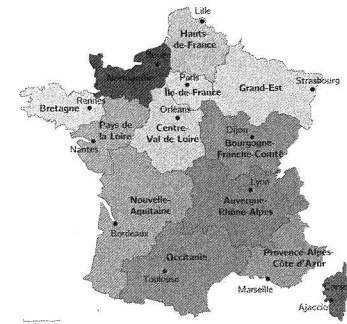 Lille
Hauts-
de-France
Normandie
Paris
Île-de-France
Grand-Est
Strasbourg
Rennes
Bretagne
Orléans
Pays de
la Loire
Centre-
Val de Loire
Dijon
Bourgogne-
Franche-Comté
Nantes
Nouvelle-
Aquitaine
Lyon
Auvergne-
Rhône-Alpes
Bordeaux
Occitanie
Provence-Alpes-
Côte d'Azur
Toulouse
Marseille
Corse
Ajaccio